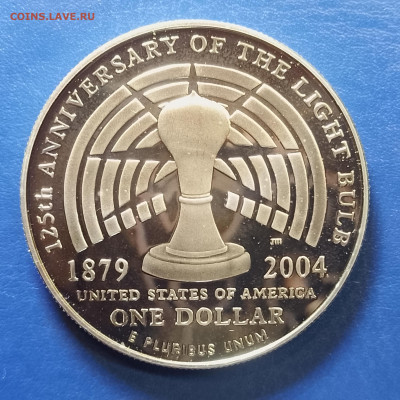 COINS.LAVE.RU
125th ANNIVERSARY OF THE LIGHT BULB
1879 2004
UNITED STATES OF AMERICA
ONE DOLLAR
E PLURIBUS UNUM